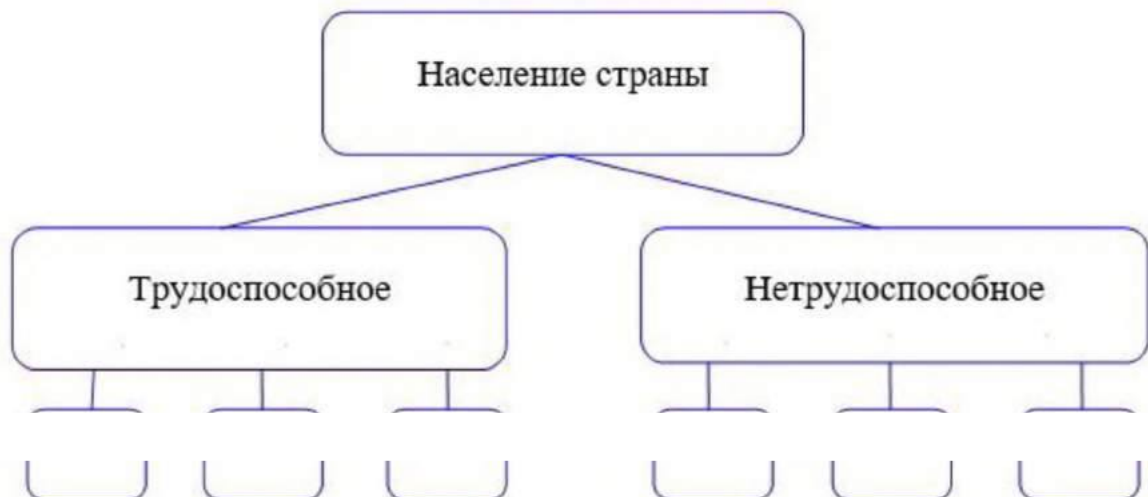 Население страны
Трудоспособное
Нетрудоспособное